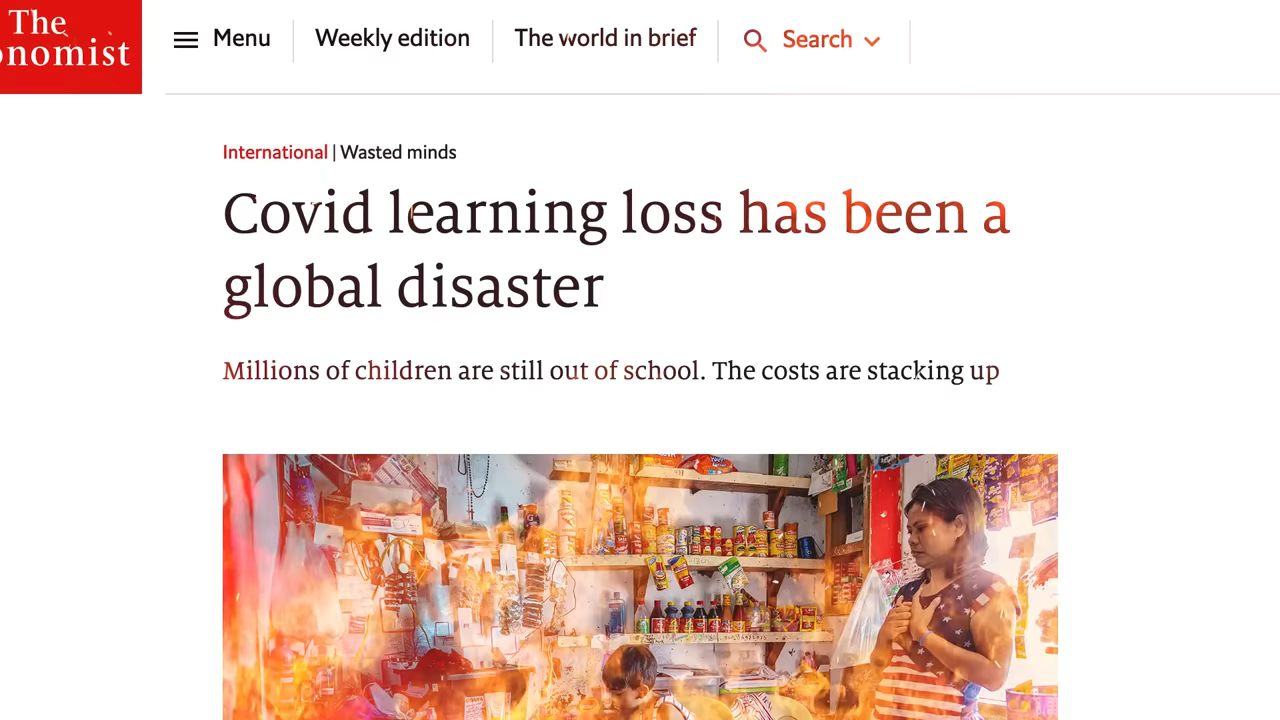 The
onomist
Menu
Weekly edition
The world in brief
Search
International | Wasted minds
Covid learning loss has been a
global disaster
Millions of children are still out of school. The costs are stacking up